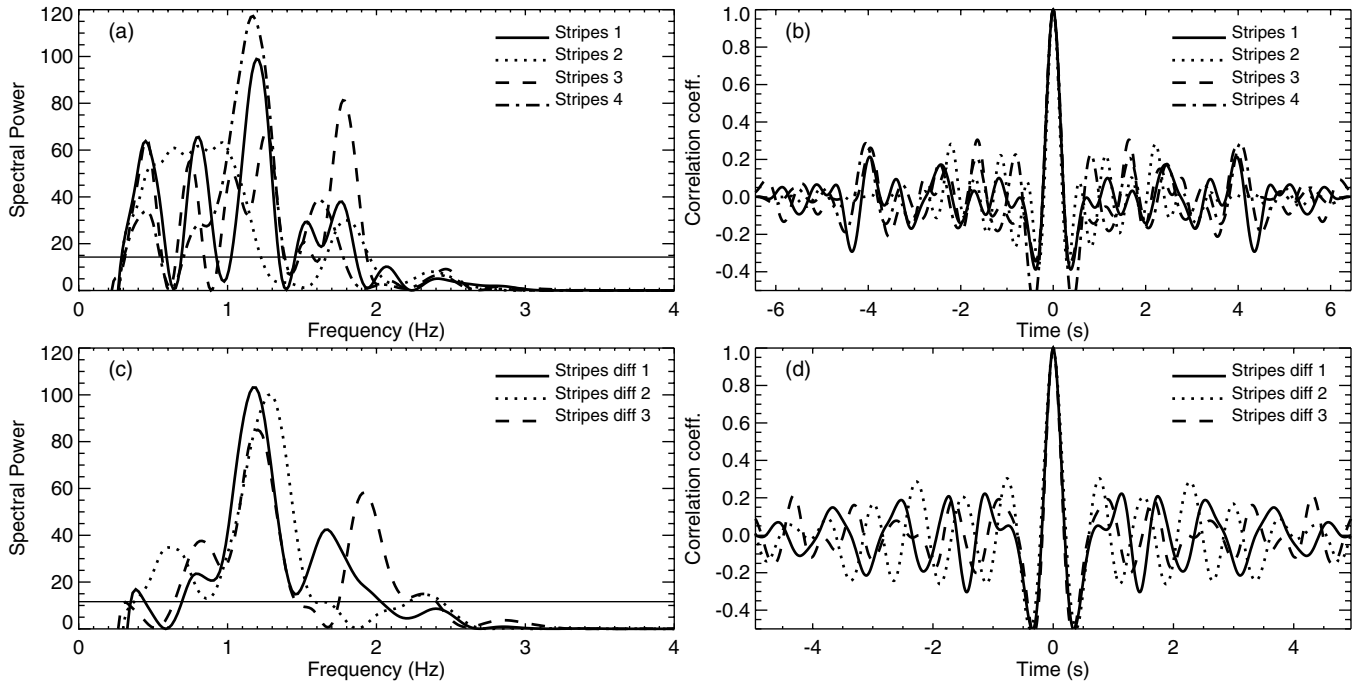 (a)
Stripes 1
Stripes 2
Stripes 3
Stripes 4
Spectral Power
120
100
80
60
40
20
0
0 1 2 3 4
Frequency (Hz)
(b)
Stripes 1
Stripes 2
Stripes 3
Stripes 4
Correlation coeff.
1.0
0.8
0.6
0.4
0.2
0.0
-0.2
-0.4
-6 -4 -2 0 2 4 6
Time (s)
(c)
Stripes diff 1
Stripes diff 2
Stripes diff 3
Spectral Power
120
100
80
60
40
20
0
0 1 2 3 4
Frequency (Hz)
(d)
Stripes diff 1
Stripes diff 2
Stripes diff 3
Correlation coeff.
1.0
0.8
0.6
0.4
0.2
0.0
-0.2
-0.4
-4 -2 0 2 4
Time (s)